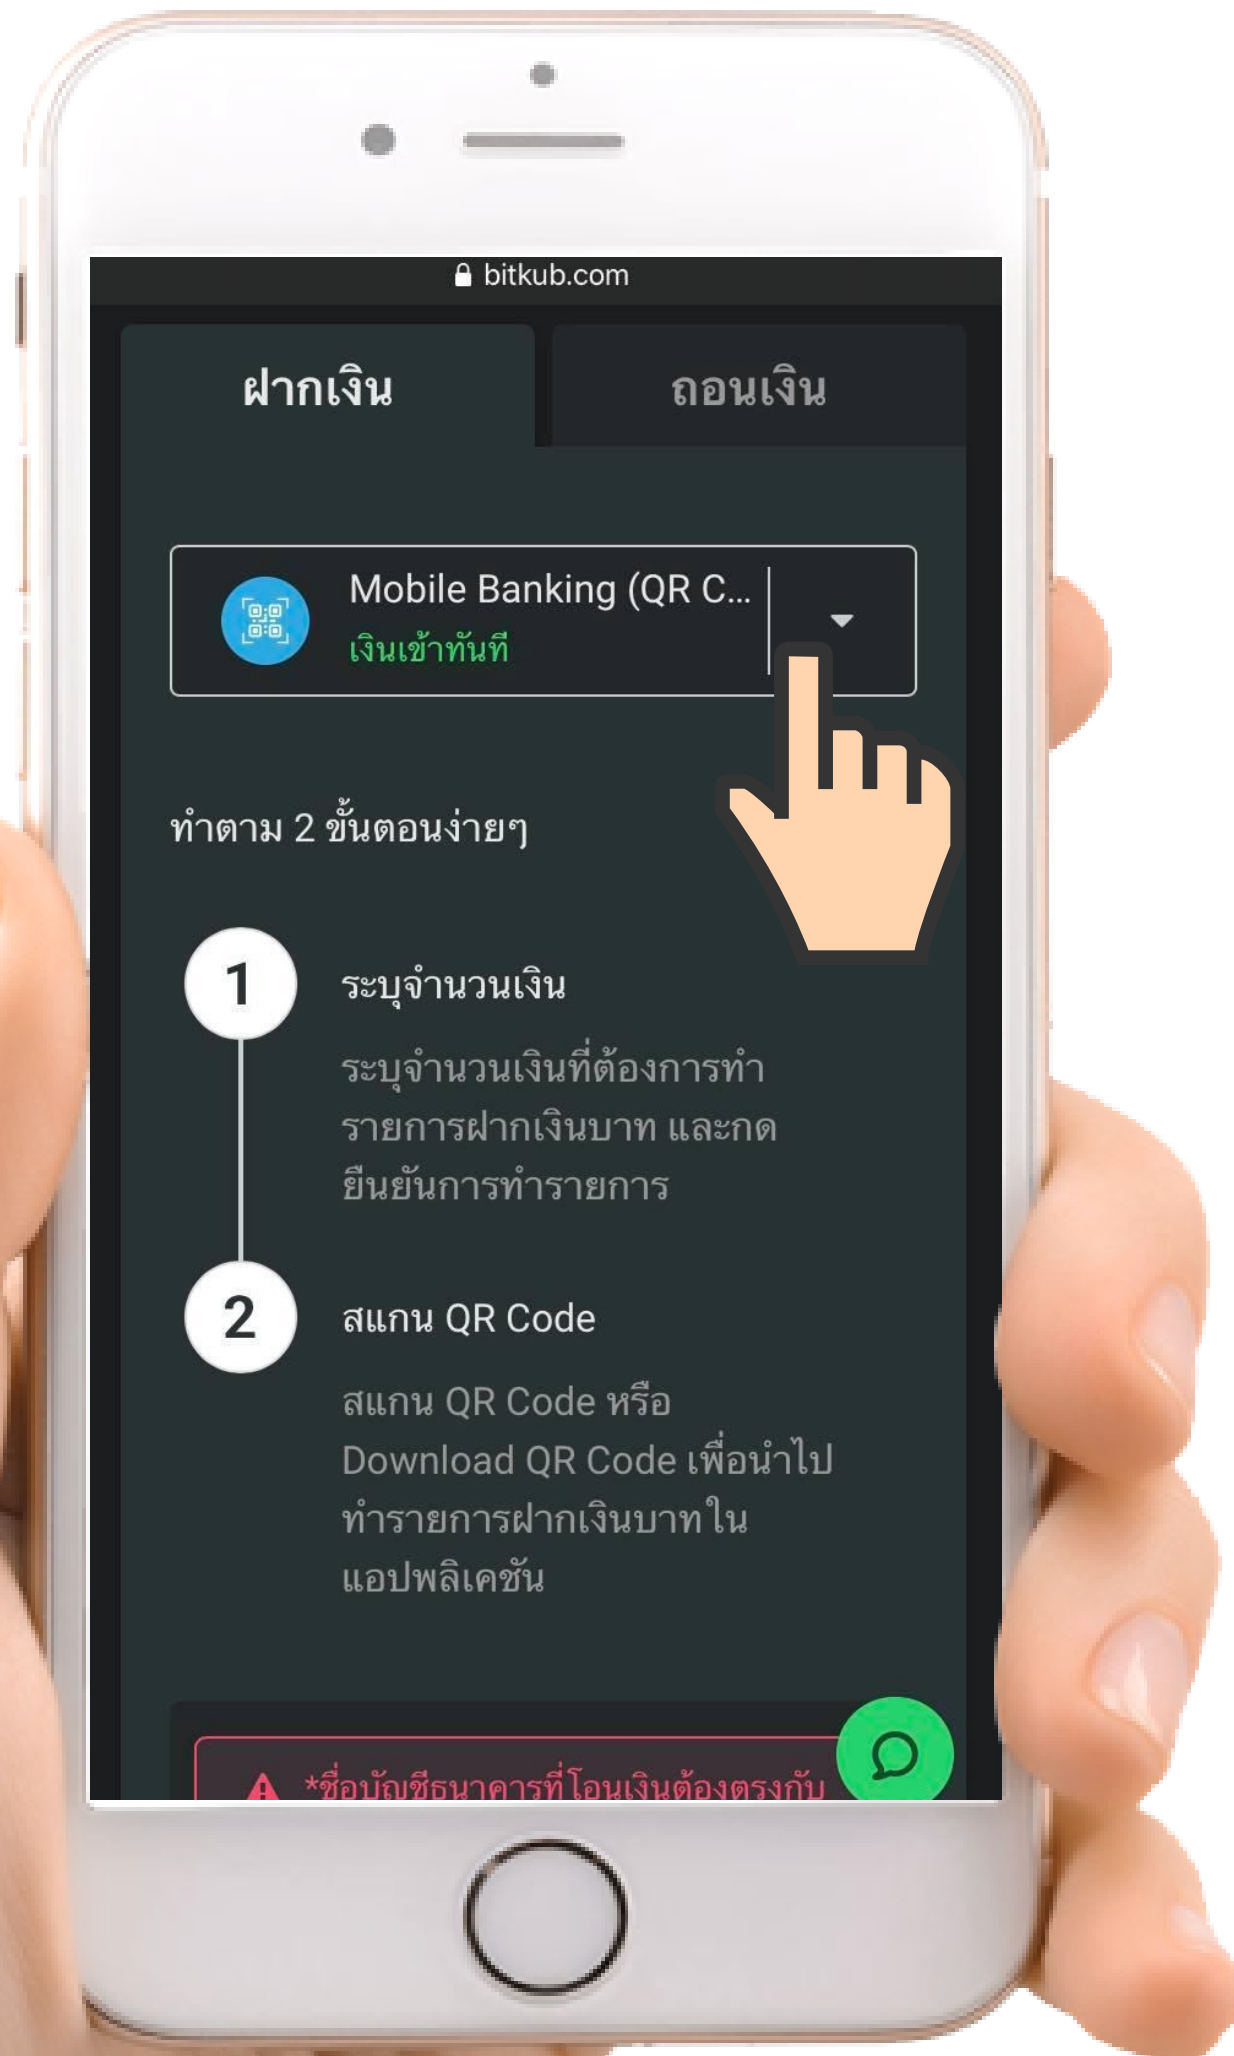 bitkub.com
ฝากเงิน
ถอนเงิน
Mobile Banking (QR C...
เงินเข้าทันที
ทำตาม 2 ขั้นตอนง่ายๆ
1
ระบุจำนวนเงิน
ระบุจำนวนเงินที่ต้องการทำ
รายการฝากเงินบาท และกด
ยืนยันการทำรายการ
2
สแกน QR Code
สแกน QR Code หรือ
Download QR Code เพื่อนำไป
ทำรายการฝากเงินบาทใน
แอปพลิเคชัน
*ชื่อบัญชีธนาคารที่โอนเงินต้องตรงกับ